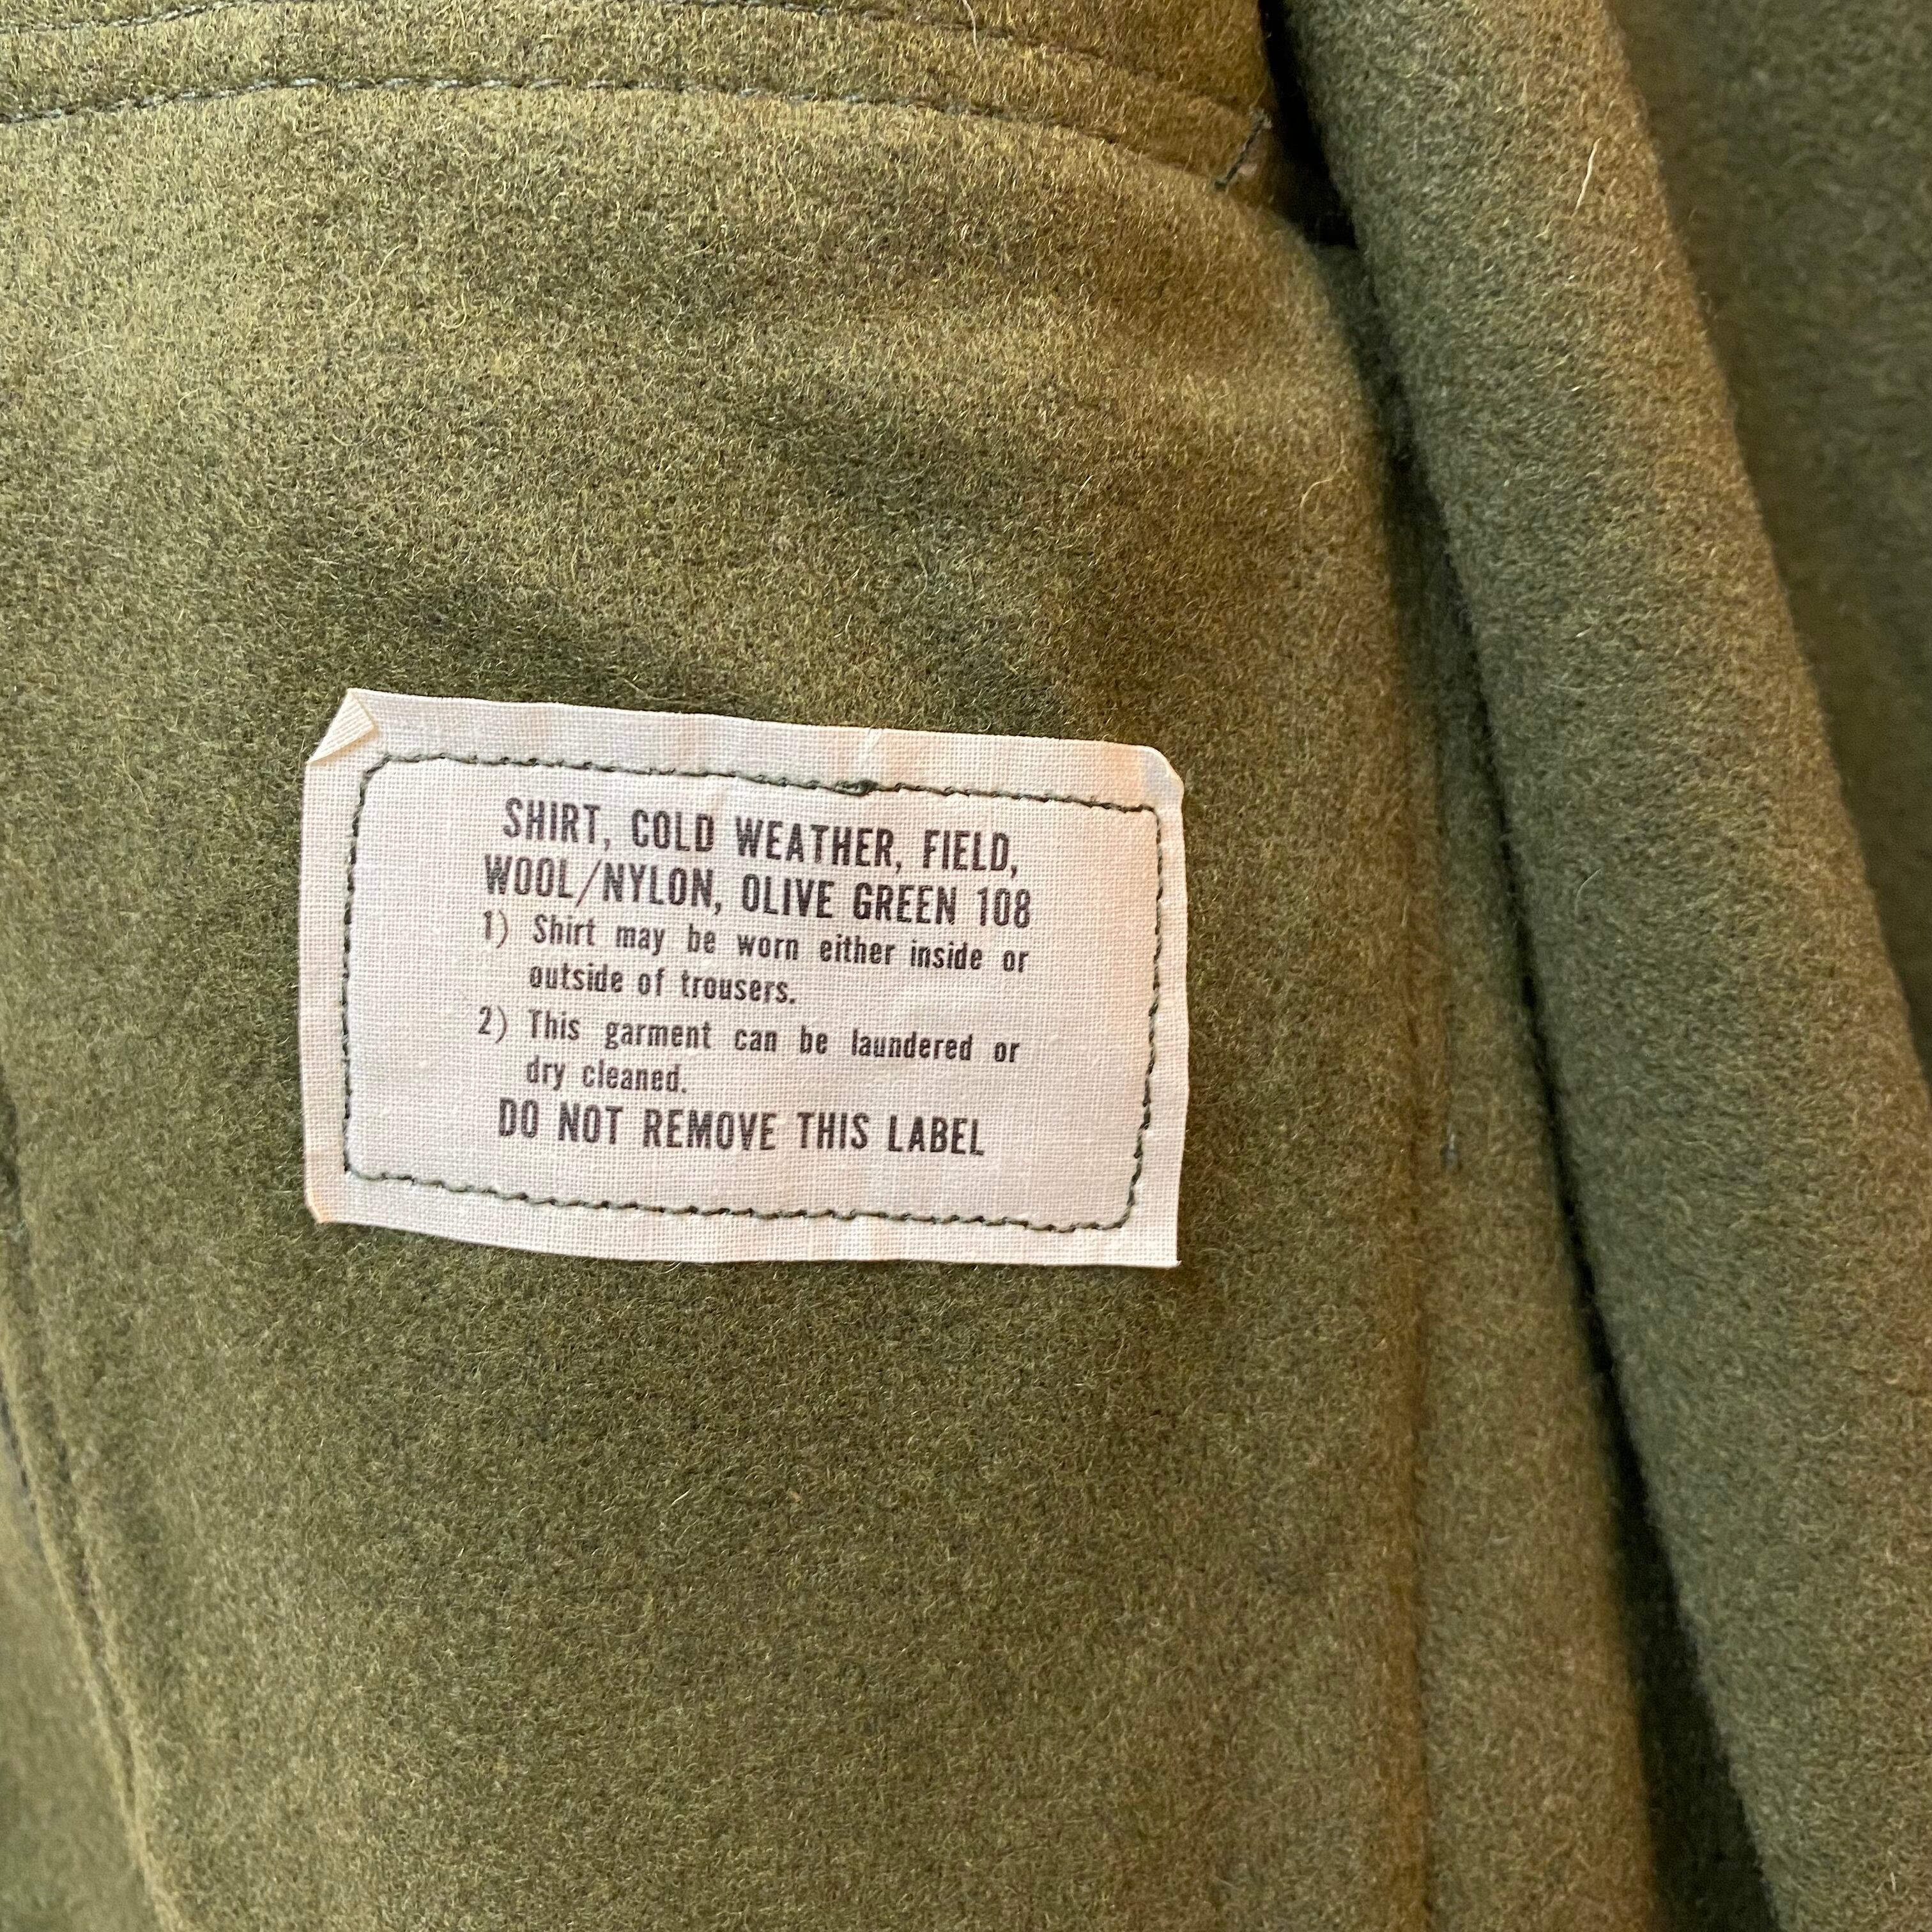 SHIRT, COLD WEATHER, FIELD,
WOOL/NYLON, OLIVE GREEN 108
1) Shirt may be worn either inside or
outside of trousers.
2) This garment can be laundered or
dry cleaned.
DO NOT REMOVE THIS LABEL